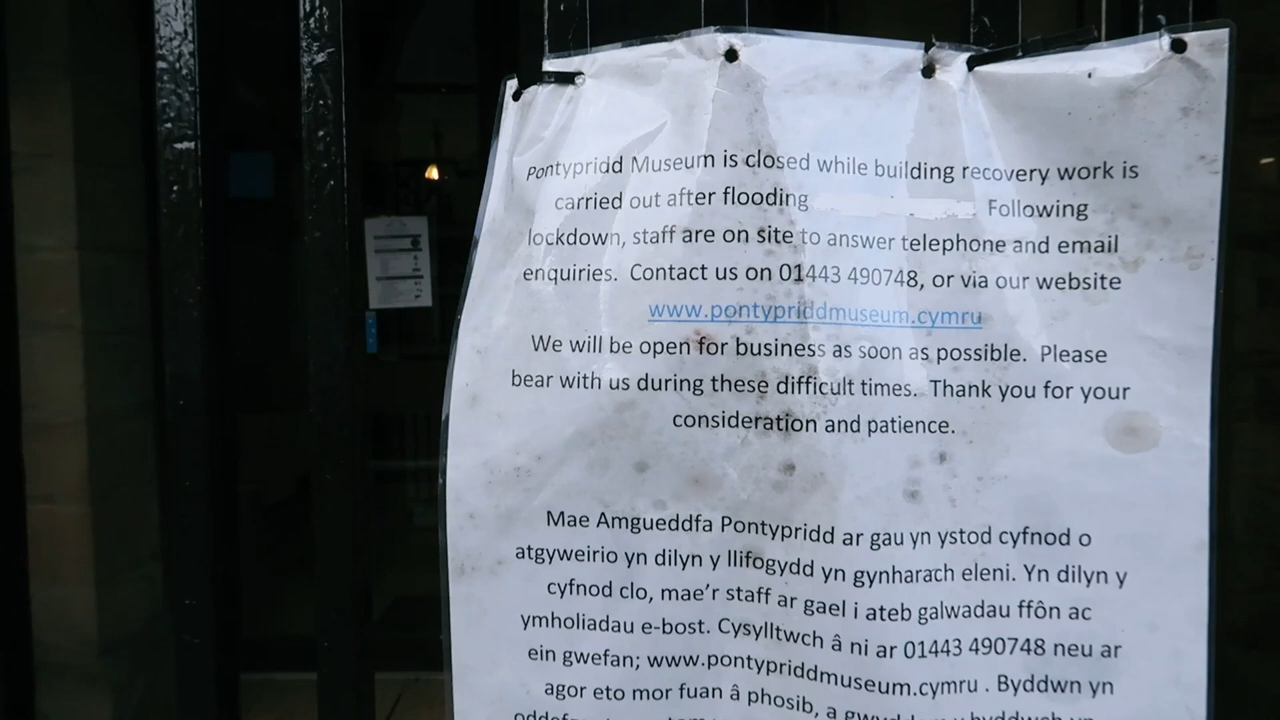 Pontypridd Museum is closed while building recovery work is
carried out after flooding Following
lockdown, staff are on site to answer telephone and email
enquiries. Contact us on 01443 490748, or via our website
www.pontypriddmuseum.cymru
We will be open for business as soon as possible. Please
bear with us during these difficult times. Thank you for your
consideration and patience.
Mae Amgueddfa Pontypridd ar gau yn ystod cyfnod o
atgyweirio yn dilyn y llifogydd yn gynharach eleni. Yn dilyn y
cyfnod clo, mae'r staff ar gael i ateb galwadau ffôn ac
ymholiadau e-bost. Cysylltwch â ni ar 01443 490748 neu ar
ein gwefan; www.pontypriddmuseum.cymru . Byddwn yn
agor eto mor fuan â phosib, a